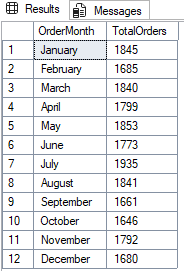 Results Messages
OrderMonth TotalOrders
1 January 1845
2 February 1685
3 March 1840
4 April 1799
5 May 1853
6 June 1773
7 July 1935
8 August 1841
9 September 1661
10 October 1646
11 November 1792
12 December 1680